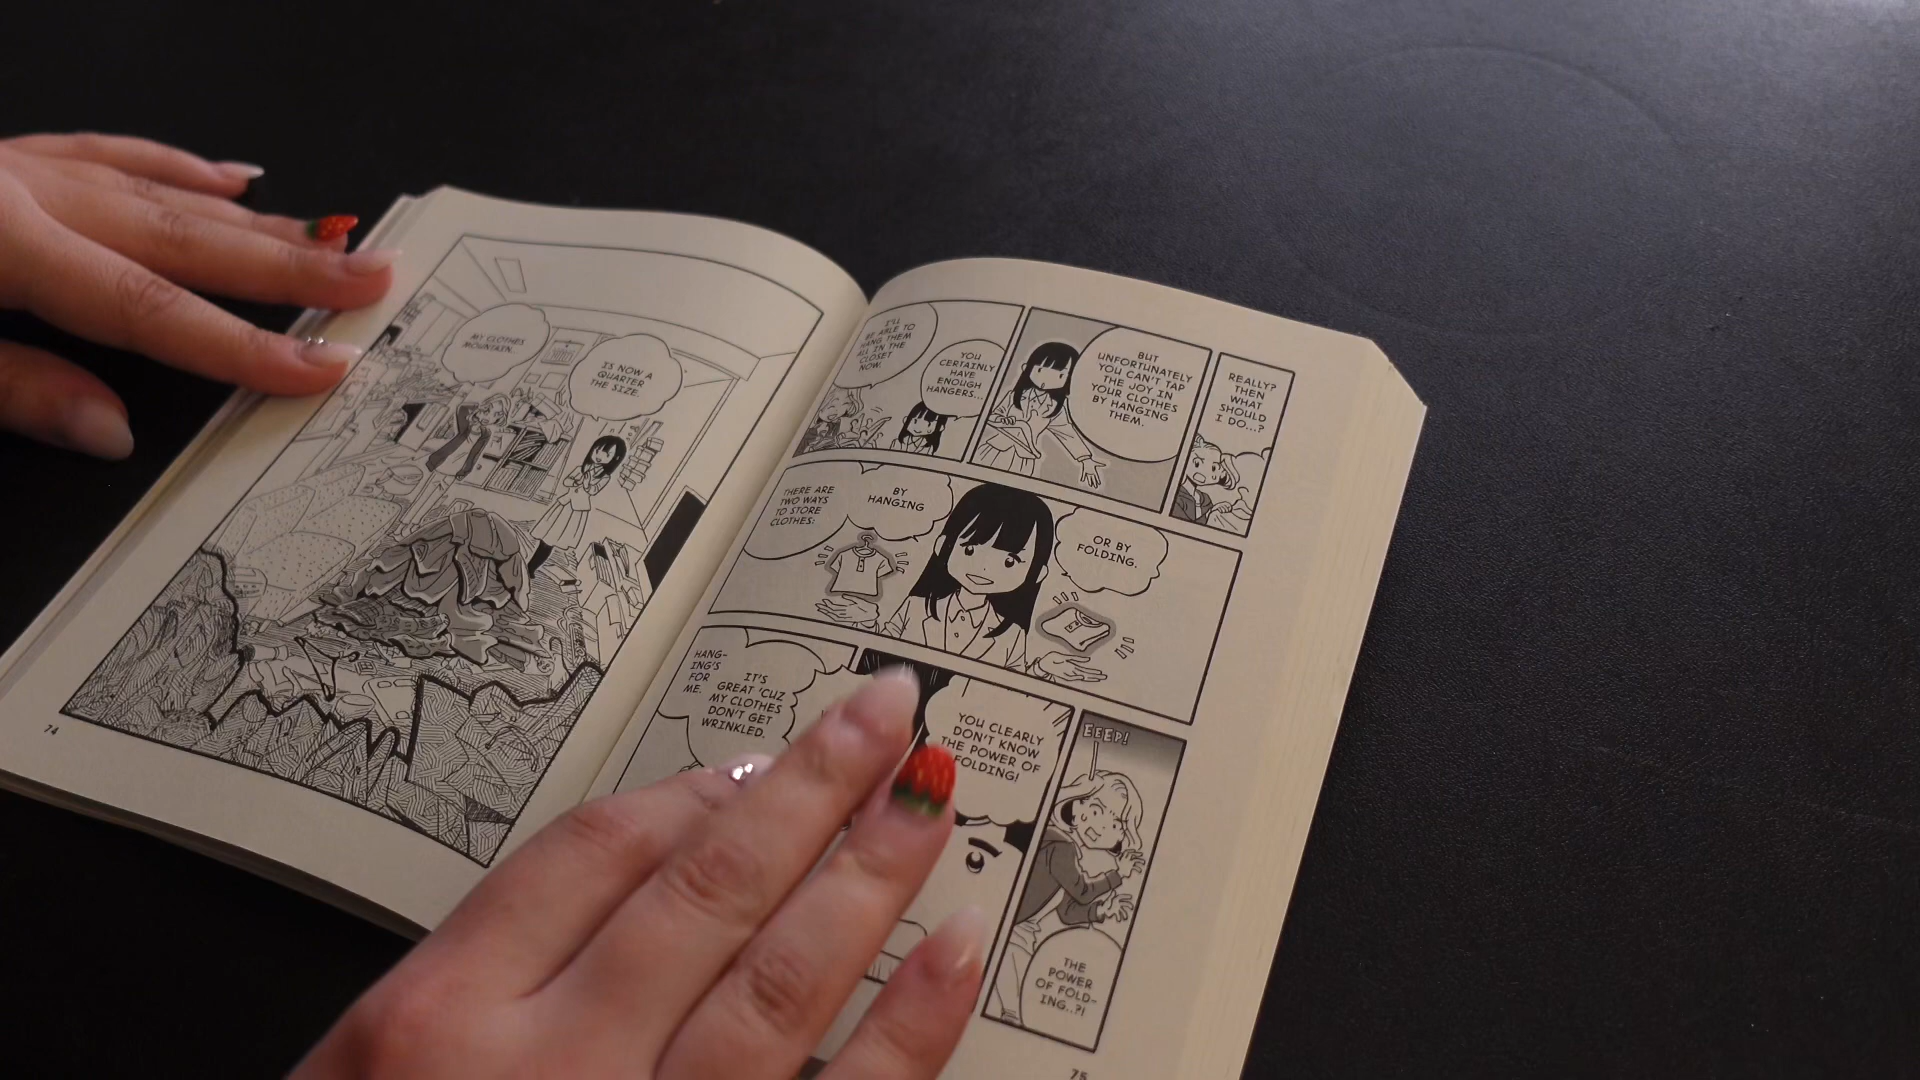 MY CLOTHES
MOUNTAIN.
IS NOW A
QUARTER
THE SIZE.
74
I'LL
BE ABLE TO
HANG THEM
ALL IN THE
CLOSET
NOW.
YOU
CERTAINLY
HAVE
ENOUGH
HANGERS...
BUT
UNFORTUNATELY
YOU CAN'T TAP
THE JOY IN
YOUR CLOTHES
BY HANGING
THEM.
REALLY?
THEN
WHAT
SHOULD
I DO...?
THERE ARE
TWO WAYS
TO STORE
CLOTHES:
BY
HANGING
OR BY
FOLDING.
HANG-
ING'S
FOR
ME.
IT'S
GREAT 'CUZ
MY CLOTHES
DON'T GET
WRINKLED.
YOU CLEARLY
DON'T KNOW
THE POWER OF
FOLDING!
EEEP!
THE
POWER
OF FOLD-
ING..?!
75